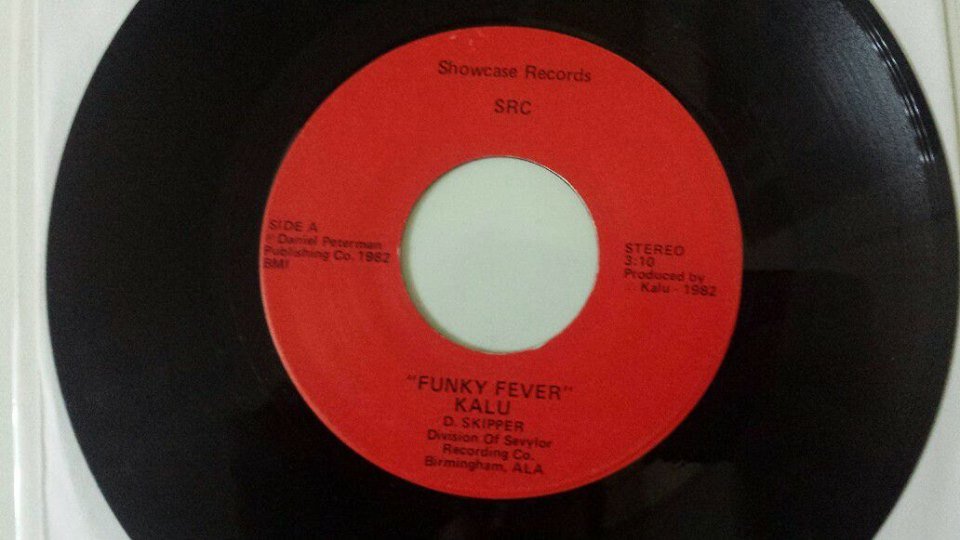 Showcase Records
SRC
SIDE A
℗ Daniel Peterman
Publishing Co. 1982
BMI
STEREO
3:10
Produced by
... Kalu - 1982
"FUNKY FEVER"
KALU
D. SKIPPER
Division Of Sevylor
Recording Co.
Birmingham, ALA